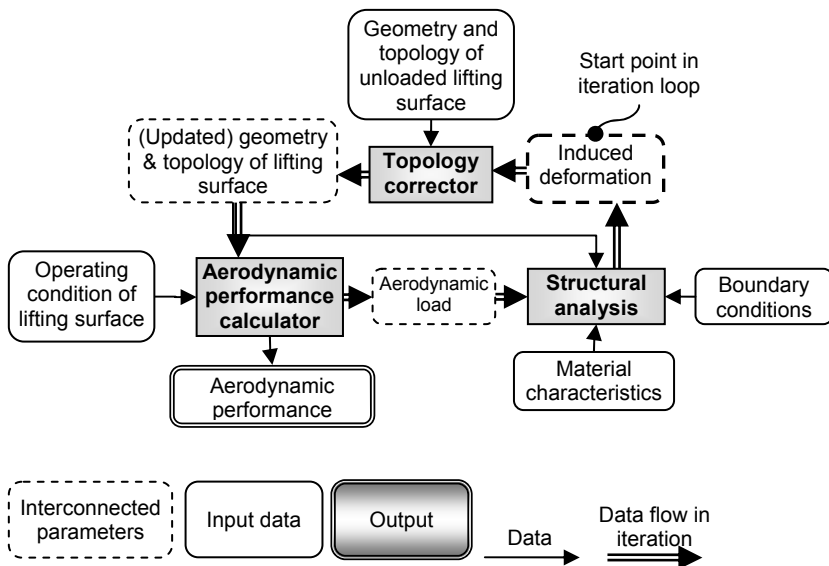 Geometry and
topology of
unloaded lifting
surface
Start point in
iteration loop
(Updated) geometry
& topology of lifting
surface
Topology
corrector
Induced
deformation
Operating
condition of
lifting surface
Aerodynamic
performance
calculator
Aerodynamic
load
Structural
analysis
Boundary
conditions
Aerodynamic
performance
Material
characteristics
Interconnected
parameters
Input data
Output
Data
Data flow in
iteration